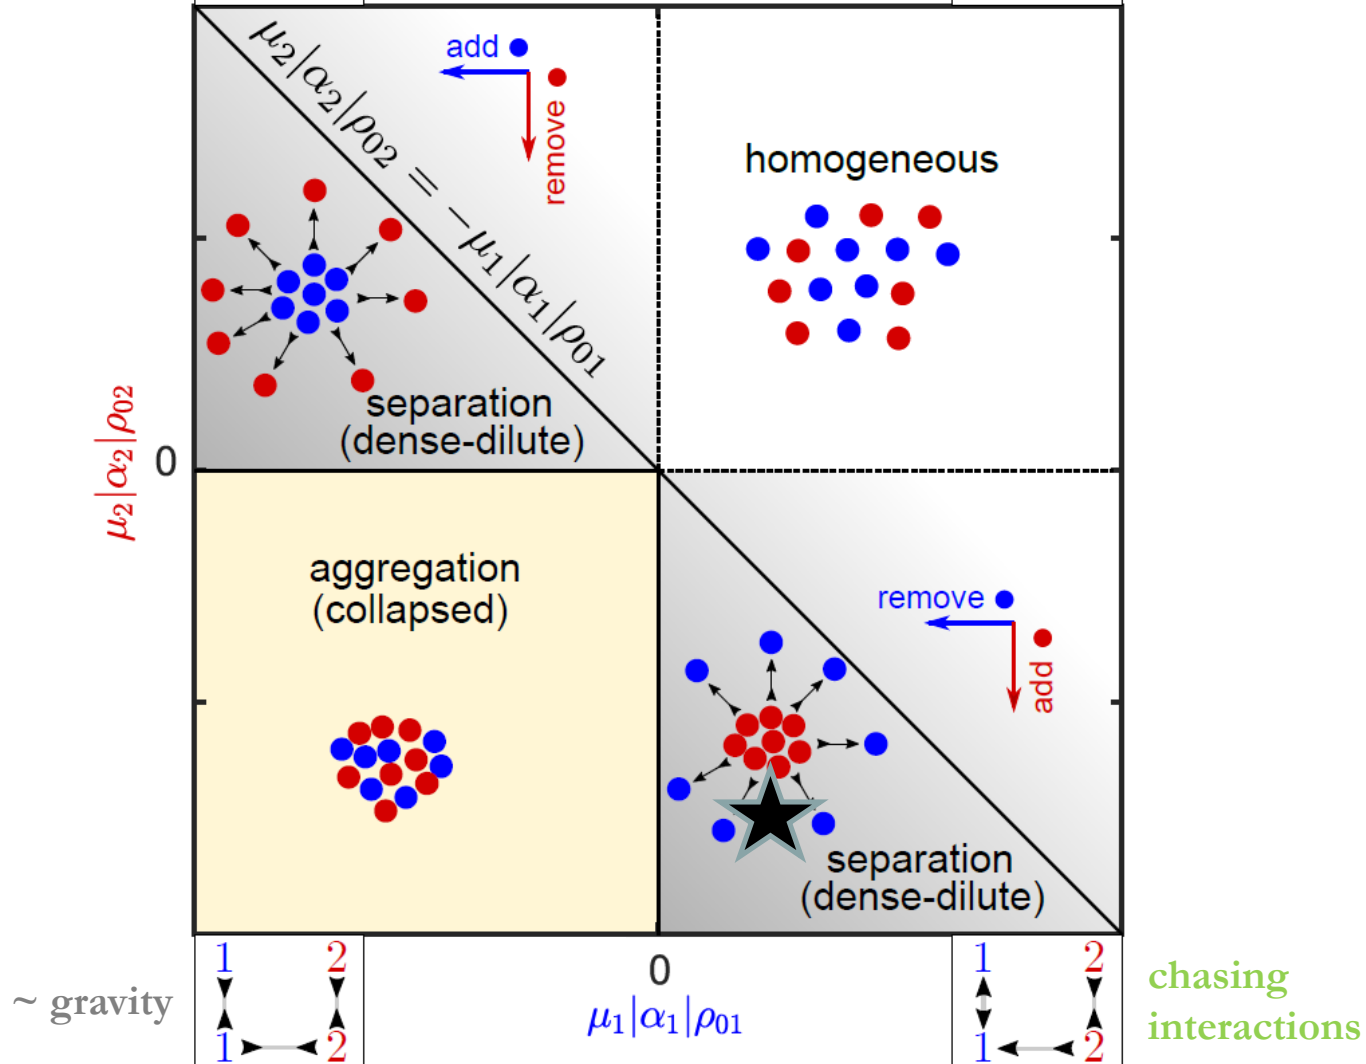 add
remove
μ₂|α₂|ρ₀₂ = −μ₁|α₁|ρ₀₁
homogeneous
separation
(dense-dilute)
μ₂|α₂|ρ₀₂
0
aggregation
(collapsed)
remove
add
separation
(dense-dilute)
1 2
1 2
~ gravity
0
μ₁|α₁|ρ₀₁
1 2
1 2
chasing
interactions